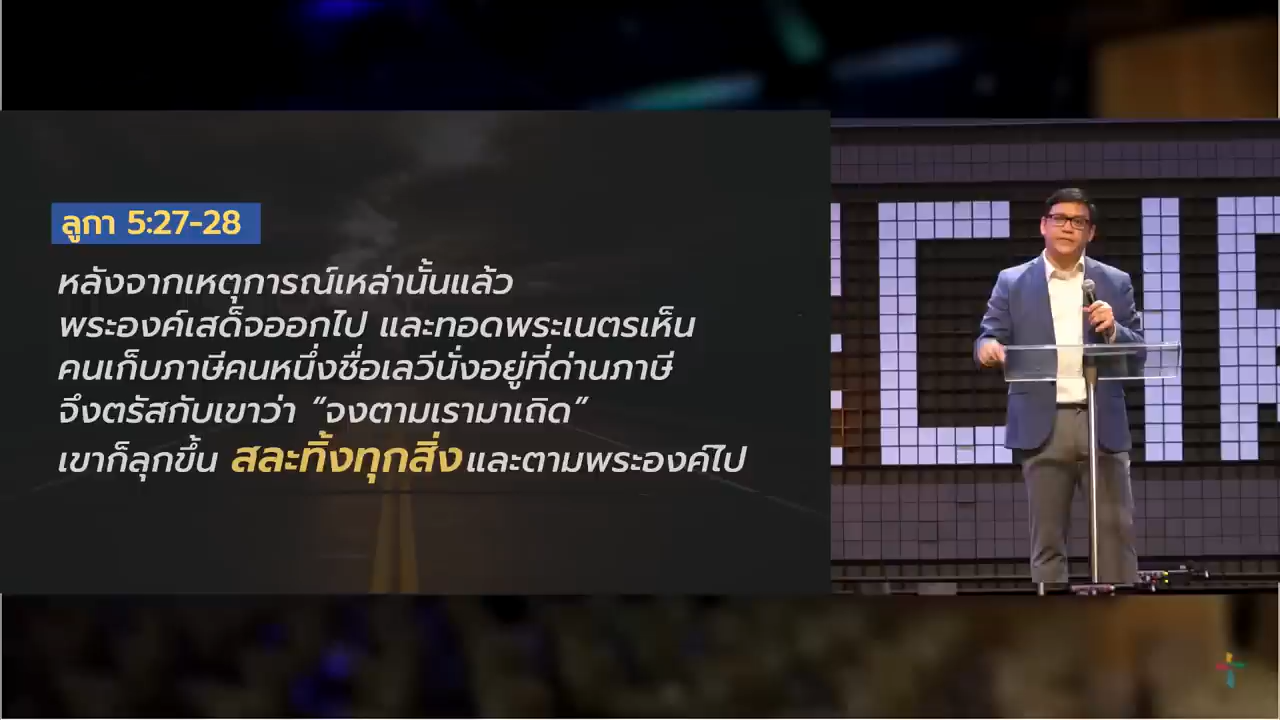 ลูกา 5:27-28
หลังจากเหตุการณ์เหล่านั้นแล้ว
พระองค์เสด็จออกไป และทอดพระเนตรเห็น
คนเก็บภาษีคนหนึ่งชื่อเลวีนั่งอยู่ที่ด่านภาษี
จึงตรัสกับเขาว่า “จงตามเรามาเถิด”
เขาก็ลุกขึ้น สละทิ้งทุกสิ่งและตามพระองค์ไป